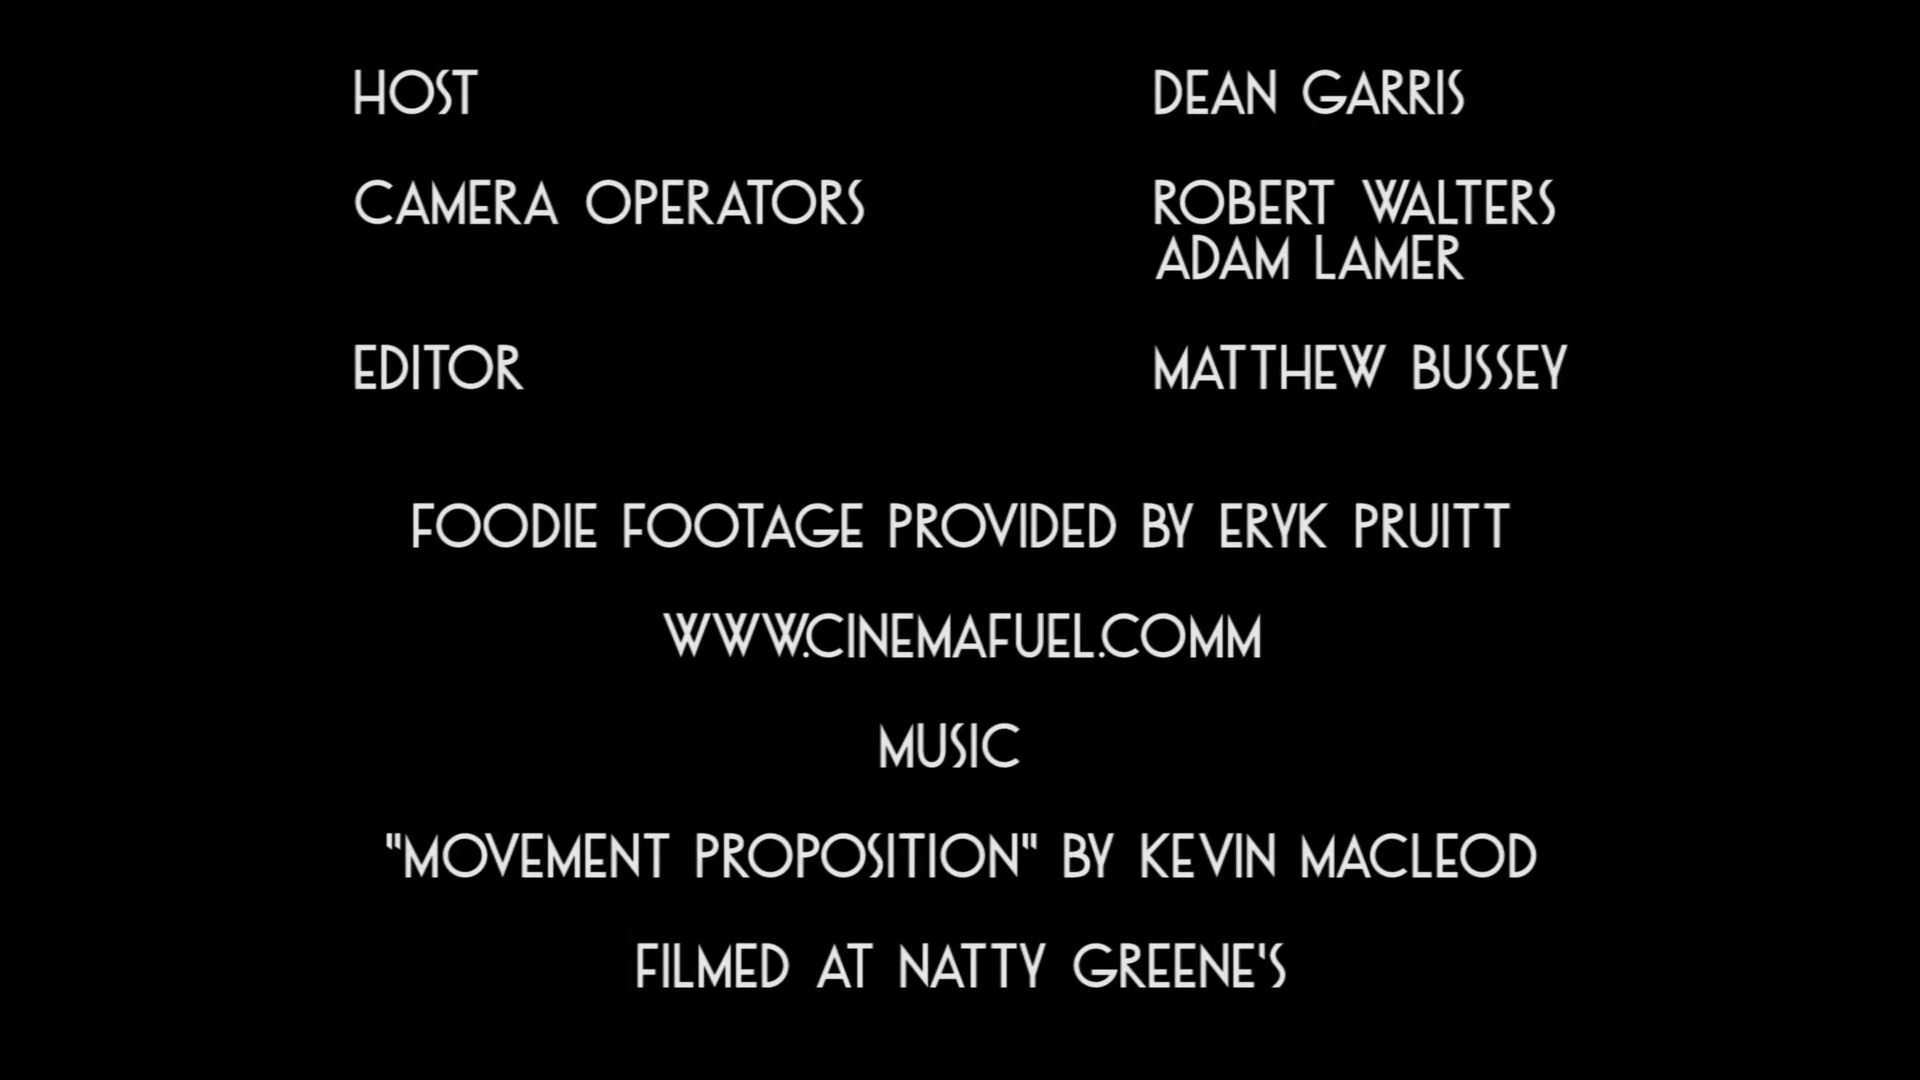 HOST DEAN GARRIS
CAMERA OPERATORS ROBERT WALTERS
ADAM LAMER
EDITOR MATTHEW BUSSEY
FOODIE FOOTAGE PROVIDED BY ERYK PRUITT
WWW.CINEMAFUEL.COMM
MUSIC
"MOVEMENT PROPOSITION" BY KEVIN MACLEOD
FILMED AT NATTY GREENE'S